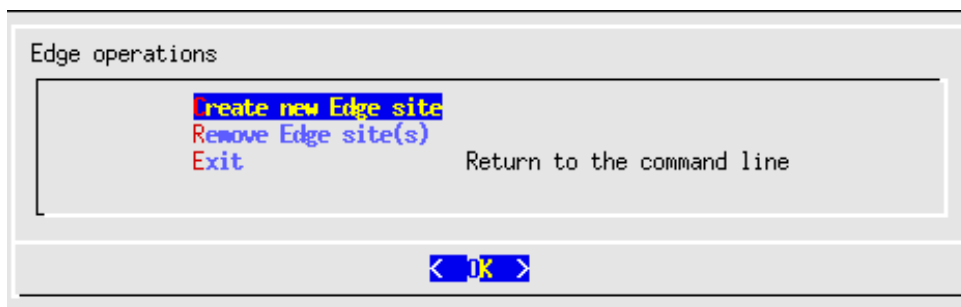 Edge operations
Create new Edge site
Remove Edge site(s)
Exit Return to the command line
< OK >